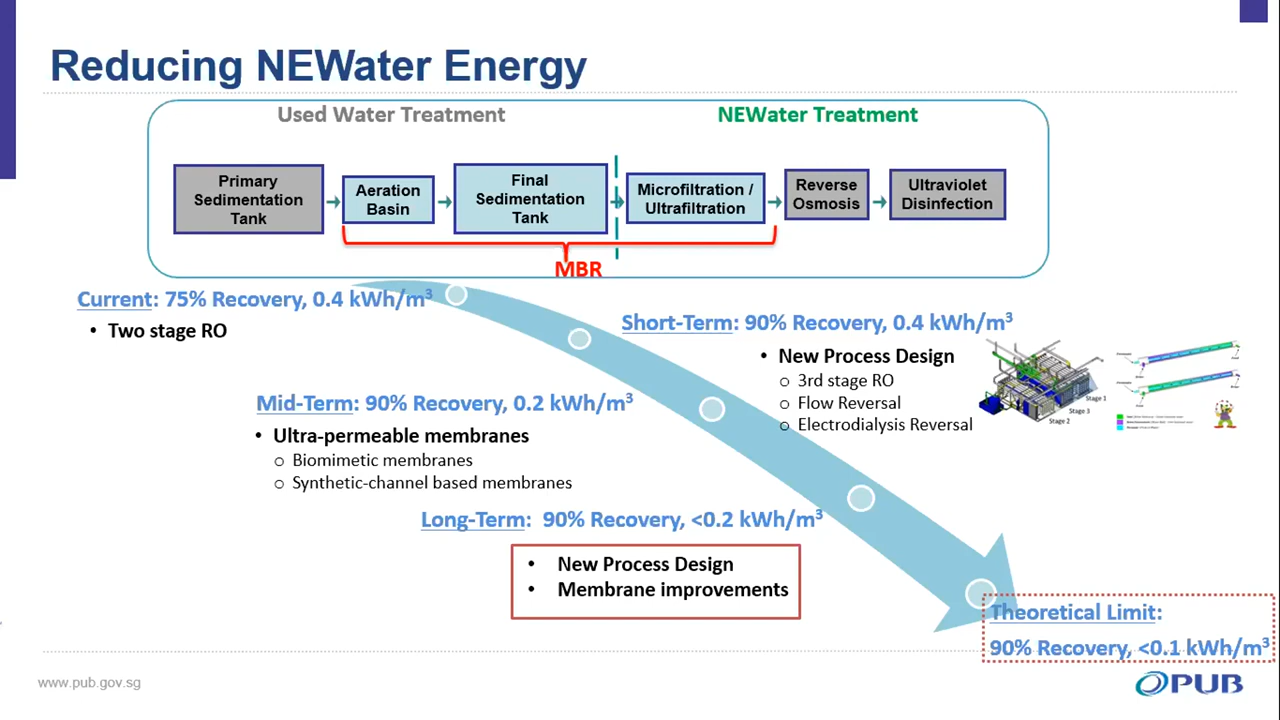 Reducing NEWater Energy
Used Water Treatment
NEWater Treatment
Primary
Sedimentation
Tank
Aeration
Basin
Final
Sedimentation
Tank
Microfiltration /
Ultrafiltration
Reverse
Osmosis
Ultraviolet
Disinfection
MBR
Current: 75% Recovery, 0.4 kWh/m³
• Two stage RO
Short-Term: 90% Recovery, 0.4 kWh/m³
• New Process Design
o 3rd stage RO
o Flow Reversal
o Electrodialysis Reversal
Stage 1
Stage 3
Stage 2
Mid-Term: 90% Recovery, 0.2 kWh/m³
• Ultra-permeable membranes
o Biomimetic membranes
o Synthetic-channel based membranes
Long-Term: 90% Recovery, <0.2 kWh/m³
• New Process Design
• Membrane improvements
Theoretical Limit:
90% Recovery, <0.1 kWh/m³
www.pub.gov.sg
PUB